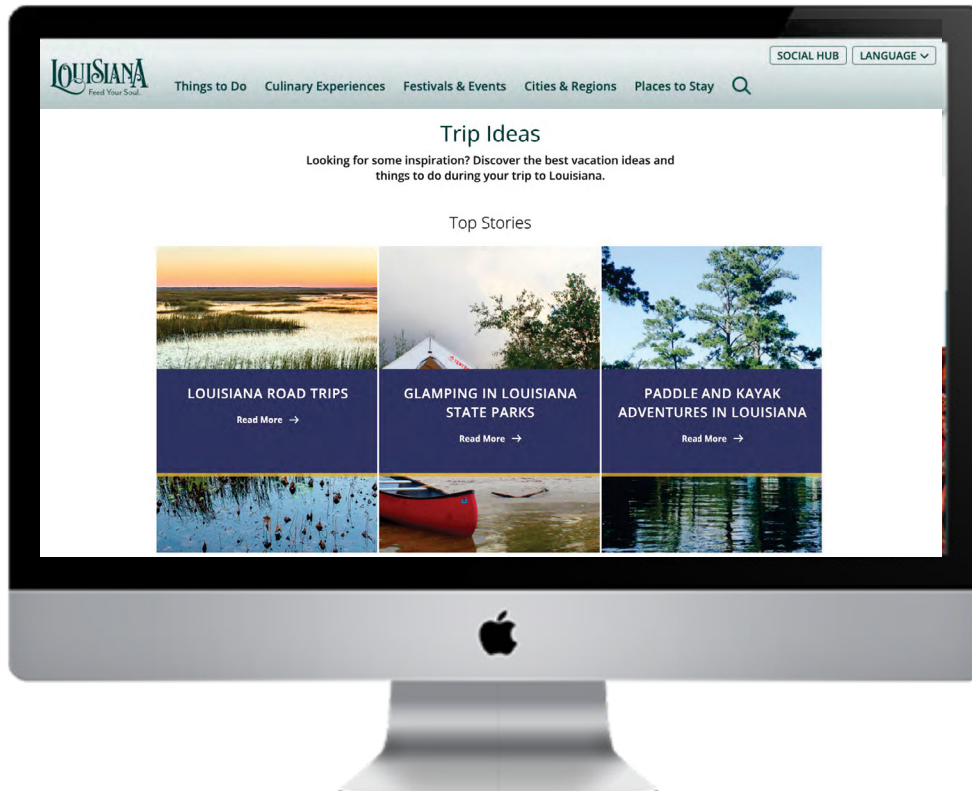 SOCIAL HUB LANGUAGE
LOUISIANA
Feed Your Soul.
Things to Do Culinary Experiences Festivals & Events Cities & Regions Places to Stay
Trip Ideas
Looking for some inspiration? Discover the best vacation ideas and
things to do during your trip to Louisiana.
Top Stories
LOUISIANA ROAD TRIPS
Read More →
GLAMPING IN LOUISIANA
STATE PARKS
Read More →
PADDLE AND KAYAK
ADVENTURES IN LOUISIANA
Read More →